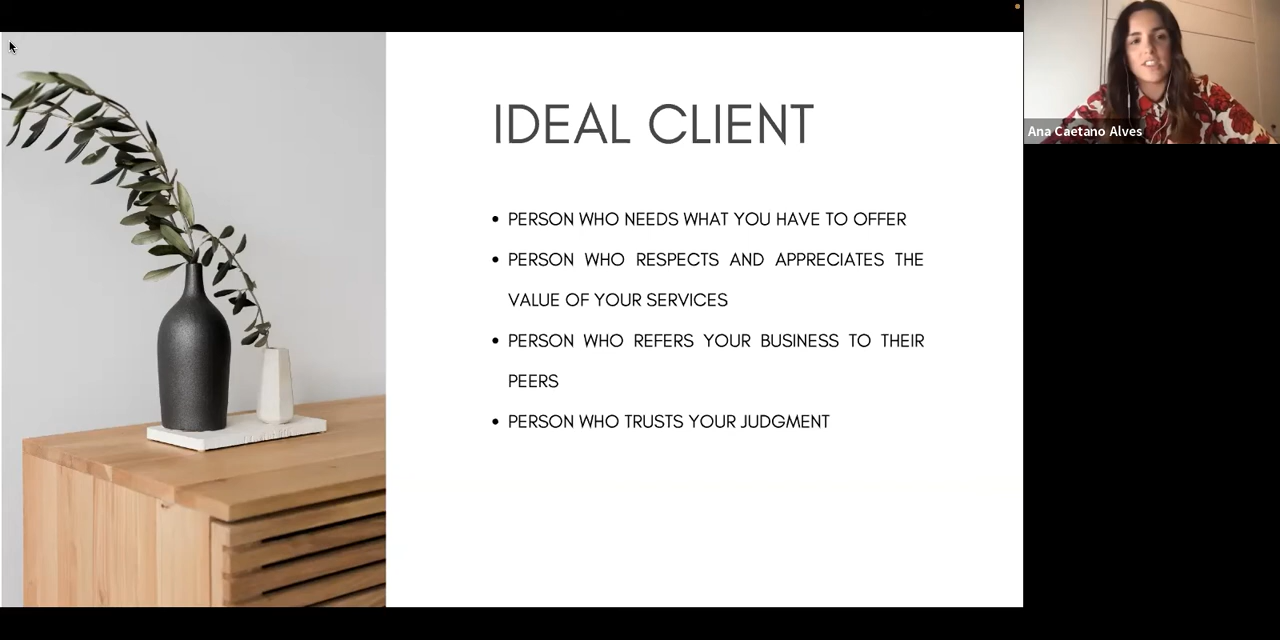 IDEAL CLIENT
• PERSON WHO NEEDS WHAT YOU HAVE TO OFFER
• PERSON WHO RESPECTS AND APPRECIATES THE
VALUE OF YOUR SERVICES
• PERSON WHO REFERS YOUR BUSINESS TO THEIR
PEERS
• PERSON WHO TRUSTS YOUR JUDGMENT
Ana Caetano Alves